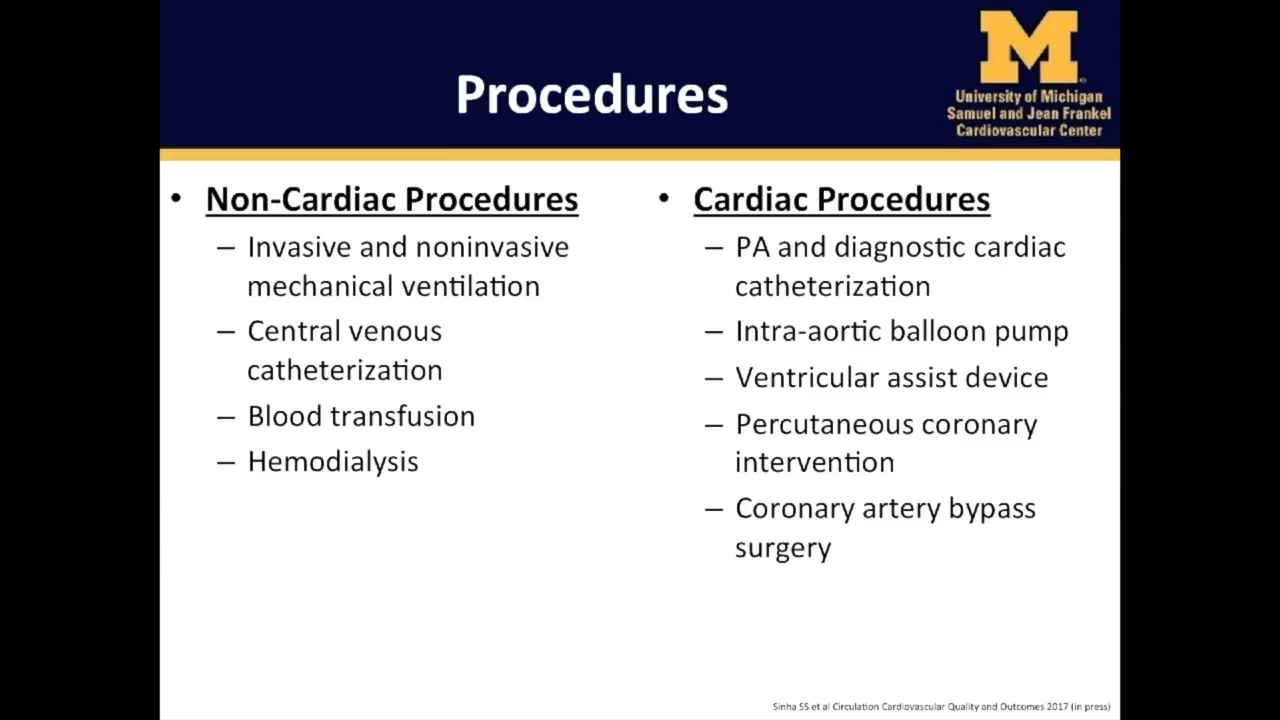 Procedures
M
University of Michigan
Samuel and Jean Frankel
Cardiovascular Center
• Non-Cardiac Procedures
– Invasive and noninvasive
mechanical ventilation
– Central venous
catheterization
– Blood transfusion
– Hemodialysis
• Cardiac Procedures
– PA and diagnostic cardiac
catheterization
– Intra-aortic balloon pump
– Ventricular assist device
– Percutaneous coronary
intervention
– Coronary artery bypass
surgery
Sinha SS et al Circulation Cardiovascular Quality and Outcomes 2017 (in press)